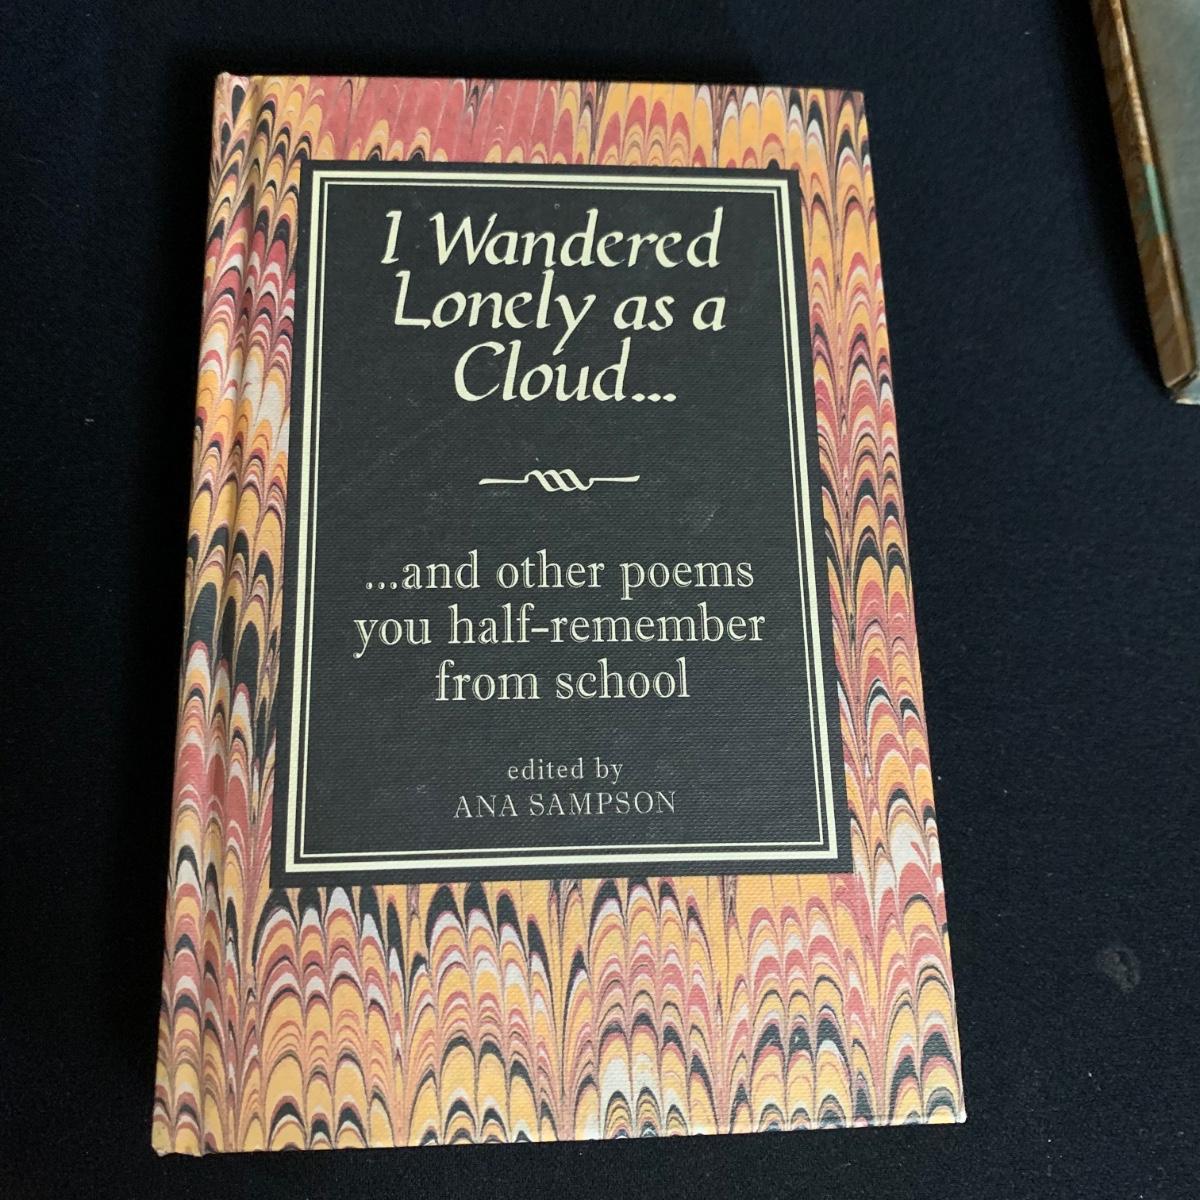 I Wandered
Lonely as a
Cloud...
...and other poems
you half-remember
from school
edited by
ANA SAMPSON